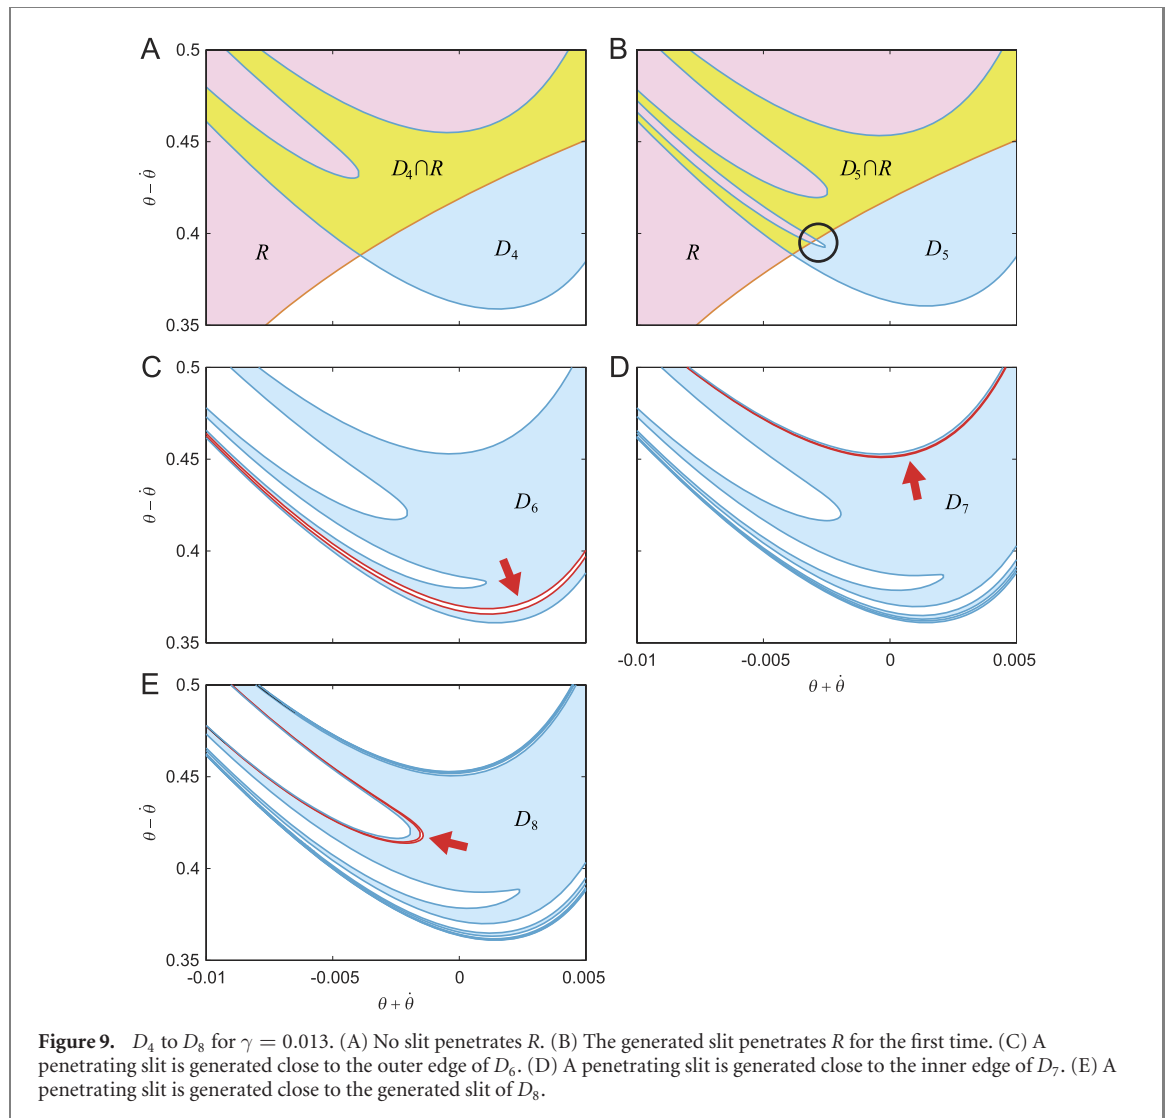 A
B
0.5
0.45
0.4
0.35
θ − θ̇
D₄∩R
R
D₄
D₅∩R
R
D₅
C
D
0.5
0.45
0.4
0.35
θ − θ̇
D₆
D₇
-0.01
-0.005
0
0.005
θ + θ̇
E
0.5
0.45
0.4
0.35
θ − θ̇
D₈
-0.01
-0.005
0
0.005
θ + θ̇
Figure 9. D₄ to D₈ for γ = 0.013. (A) No slit penetrates R. (B) The generated slit penetrates R for the first time. (C) A
penetrating slit is generated close to the outer edge of D₆. (D) A penetrating slit is generated close to the inner edge of D₇. (E) A
penetrating slit is generated close to the generated slit of D₈.